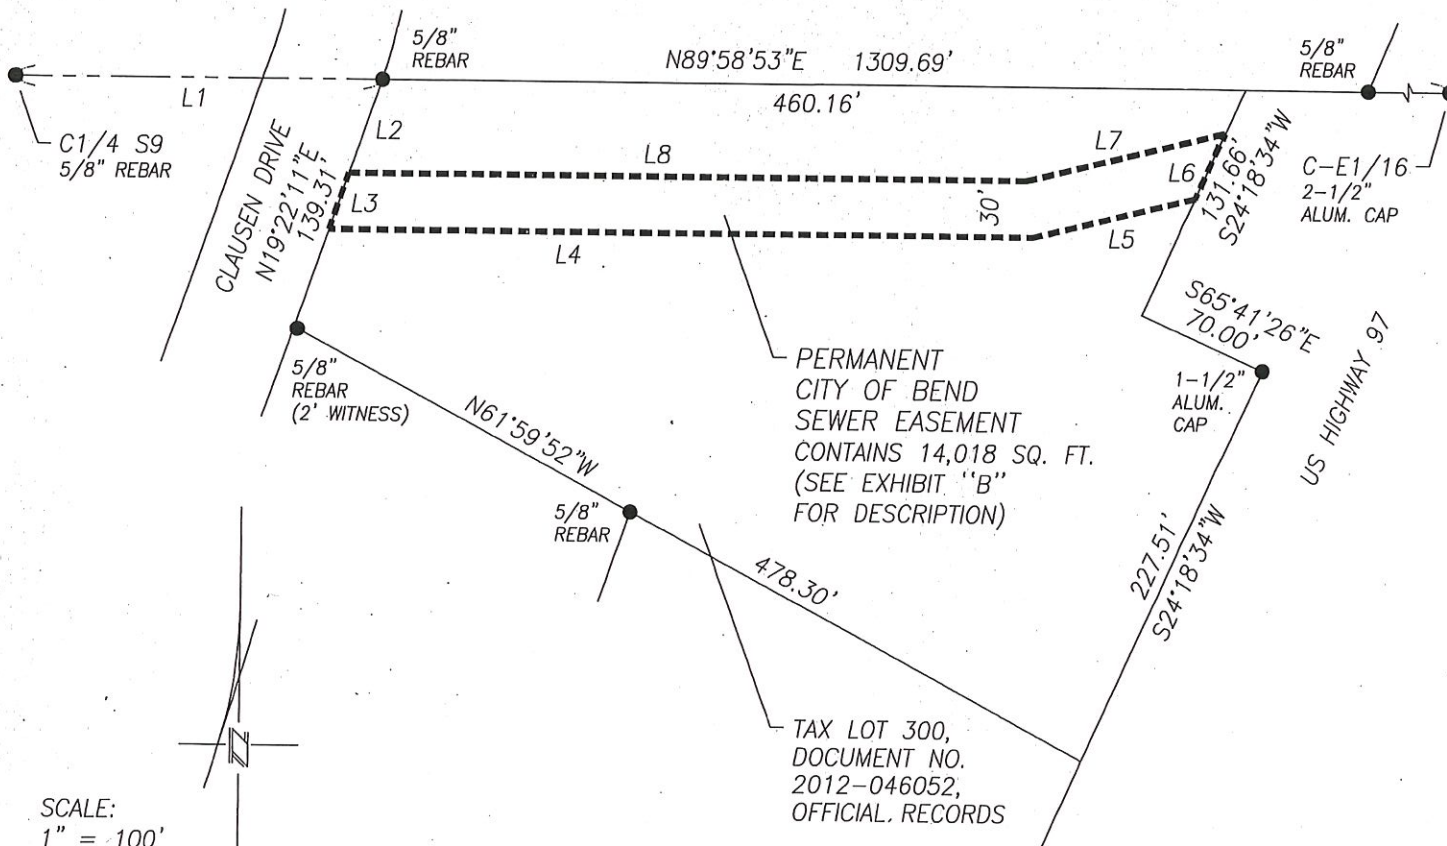 5/8"
REBAR
N89°58'53"E 1309.69'
460.16'
5/8"
REBAR
L1
C1/4 S9
5/8" REBAR
L2
L8
L7
L6
131.66'
S24°18'34"W
C-E1/16
2-1/2"
ALUM. CAP
CLAUSEN DRIVE
N19°22'11"E
139.31'
L3
L4
30'
L5
S65°41'26"E
70.00'
5/8"
REBAR
(2' WITNESS)
PERMANENT
CITY OF BEND
SEWER EASEMENT
CONTAINS 14,018 SQ. FT.
(SEE EXHIBIT "B"
FOR DESCRIPTION)
1-1/2"
ALUM.
CAP
US HIGHWAY 97
N61°59'52"W
5/8"
REBAR
478.30'
227.51'
S24°18'34"W
TAX LOT 300,
DOCUMENT NO.
2012-046052,
OFFICIAL RECORDS
N
SCALE:
1" = 100'